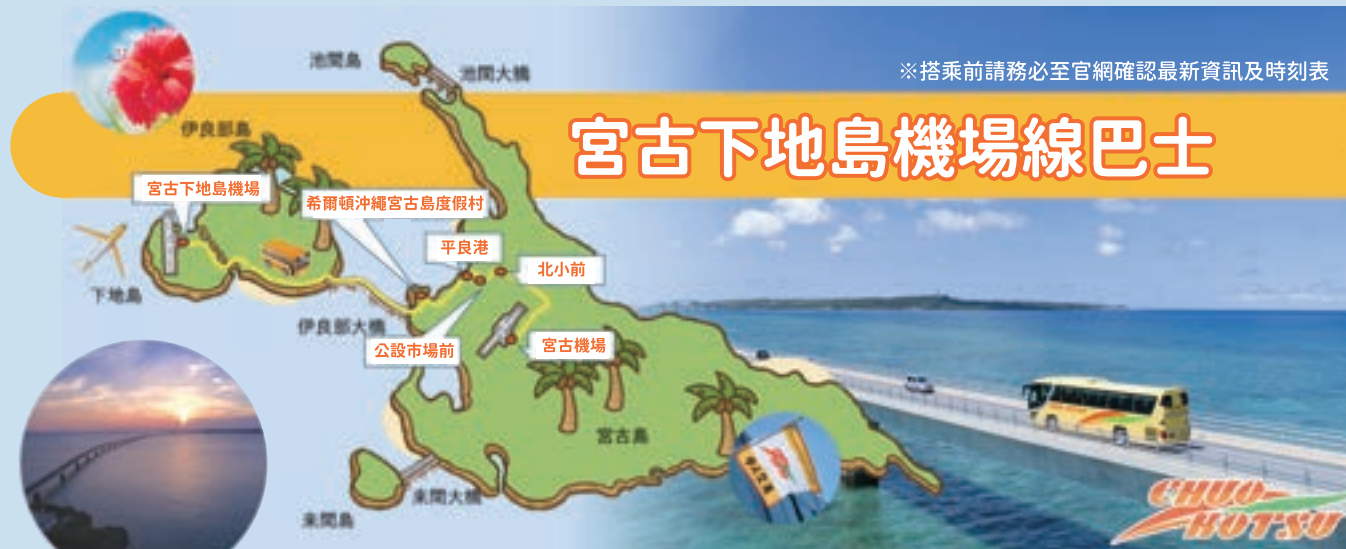 ※搭乘前請務必至官網確認最新資訊及時刻表
宮古下地島機場線巴士
池間島
池間大橋
伊良部島
宮古下地島機場
希爾頓沖繩宮古島度假村
平良港
北小前
下地島
伊良部大橋
公設市場前
宮古機場
宮古島
来間大橋
来間島
CHUO
KOTSU